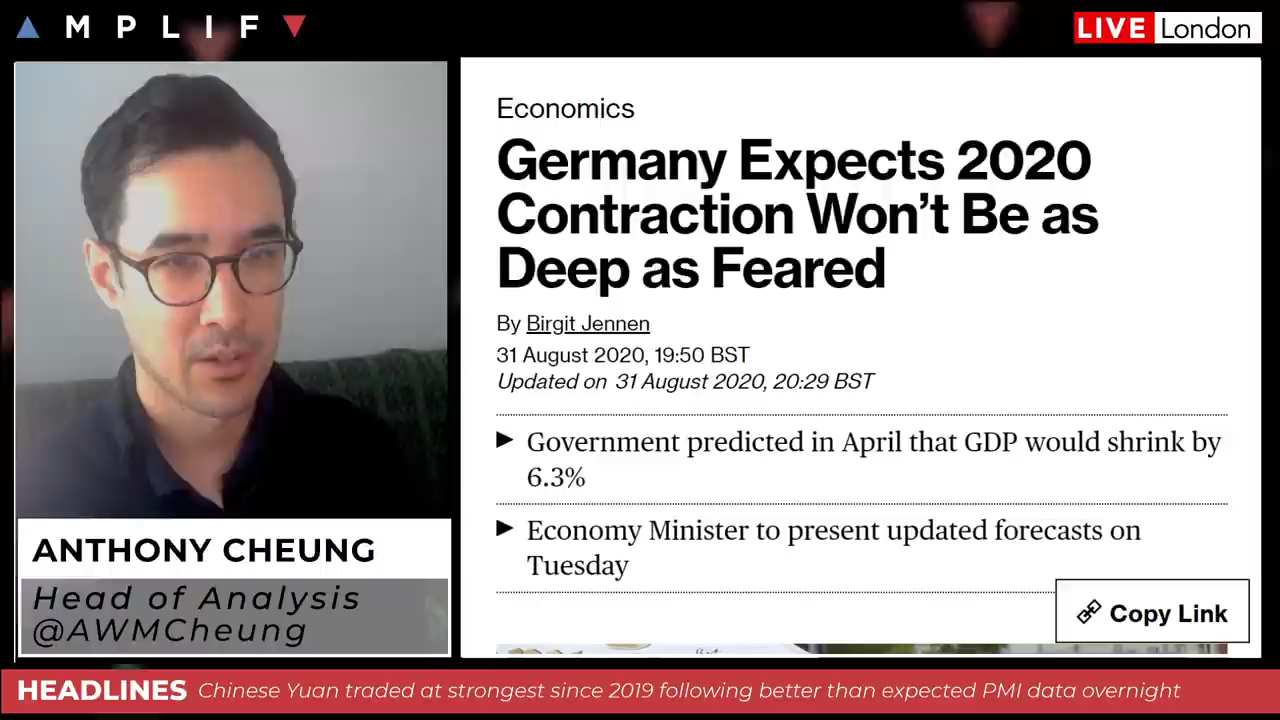 ▲ M P L I F ▼
LIVE London
Economics
Germany Expects 2020
Contraction Won’t Be as
Deep as Feared
By Birgit Jennen
31 August 2020, 19:50 BST
Updated on 31 August 2020, 20:29 BST
► Government predicted in April that GDP would shrink by
6.3%
► Economy Minister to present updated forecasts on
Tuesday
Copy Link
ANTHONY CHEUNG
Head of Analysis
@AWMCheung
HEADLINES Chinese Yuan traded at strongest since 2019 following better than expected PMI data overnight